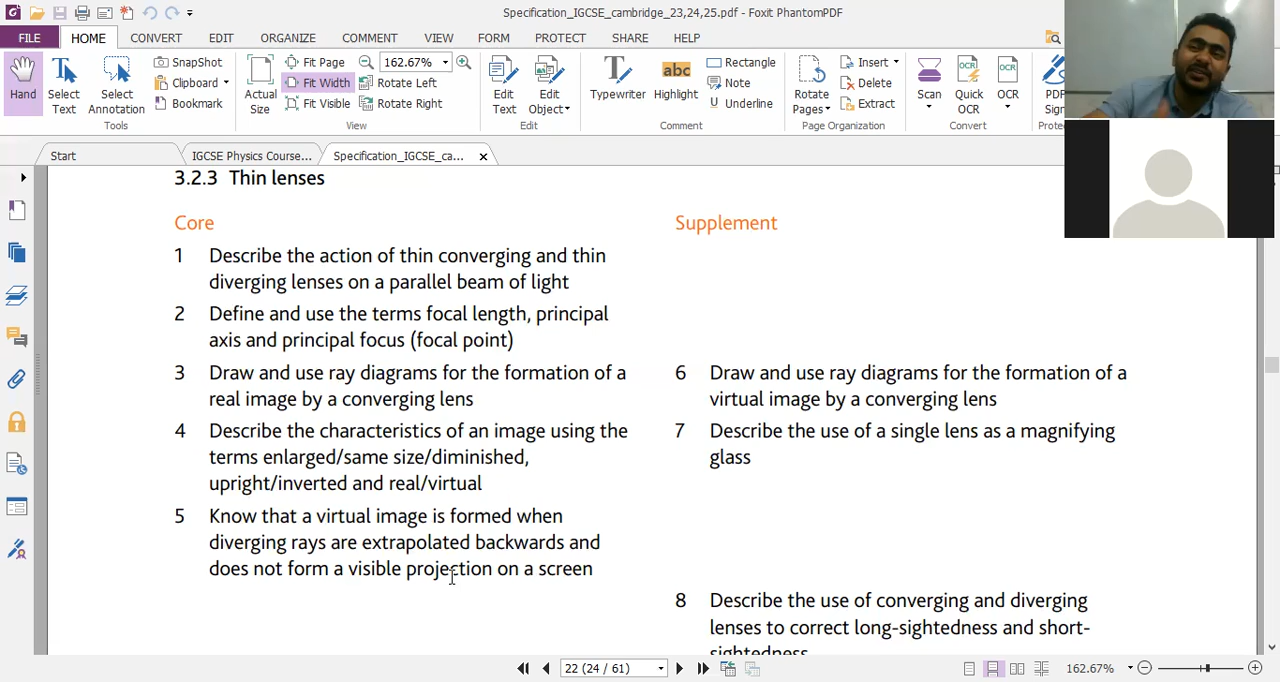 Specification_IGCSE_cambridge_23,24,25.pdf - Foxit PhantomPDF
FILE HOME CONVERT EDIT ORGANIZE COMMENT VIEW FORM PROTECT SHARE HELP
SnapShot
Clipboard
Bookmark
Hand
Select Text
Select Annotation
Tools
Actual Size
Fit Page
Fit Width
Fit Visible
162.67%
Rotate Left
Rotate Right
View
Edit Text
Edit Object
Edit
Typewriter
abc
Highlight
Rectangle
Note
Underline
Comment
Rotate Pages
Insert
Delete
Extract
Page Organization
Scan
OCR
Quick OCR
OCR
OCR
Convert
PDF
Sign
Prote
Start
IGCSE Physics Course...
Specification_IGCSE_ca...
3.2.3 Thin lenses
Core
1 Describe the action of thin converging and thin
diverging lenses on a parallel beam of light
2 Define and use the terms focal length, principal
axis and principal focus (focal point)
3 Draw and use ray diagrams for the formation of a
real image by a converging lens
4 Describe the characteristics of an image using the
terms enlarged/same size/diminished,
upright/inverted and real/virtual
5 Know that a virtual image is formed when
diverging rays are extrapolated backwards and
does not form a visible projection on a screen
Supplement
6 Draw and use ray diagrams for the formation of a
virtual image by a converging lens
7 Describe the use of a single lens as a magnifying
glass
8 Describe the use of converging and diverging
lenses to correct long-sightedness and short-
sightedness
22 (24 / 61)
162.67%